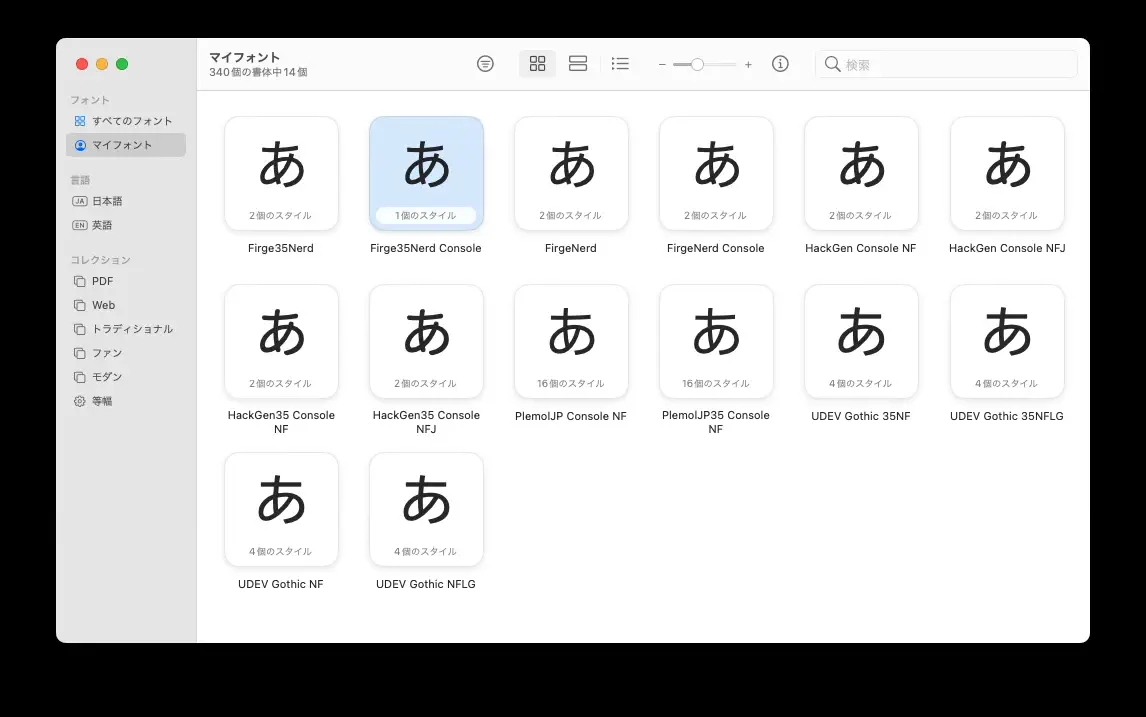 マイフォント
340個の書体中14個
検索
フォント
すべてのフォント
マイフォント
言語
JA 日本語
EN 英語
コレクション
PDF
Web
トラディショナル
ファン
モダン
等幅
あ
2個のスタイル
Firge35Nerd
あ
1個のスタイル
Firge35Nerd Console
あ
2個のスタイル
FirgeNerd
あ
2個のスタイル
FirgeNerd Console
あ
2個のスタイル
HackGen Console NF
あ
2個のスタイル
HackGen Console NFJ
あ
2個のスタイル
HackGen35 Console
NF
あ
2個のスタイル
HackGen35 Console
NFJ
あ
16個のスタイル
PlemolJP Console NF
あ
16個のスタイル
PlemolJP35 Console
NF
あ
4個のスタイル
UDEV Gothic 35NF
あ
4個のスタイル
UDEV Gothic 35NFLG
あ
4個のスタイル
UDEV Gothic NF
あ
4個のスタイル
UDEV Gothic NFLG